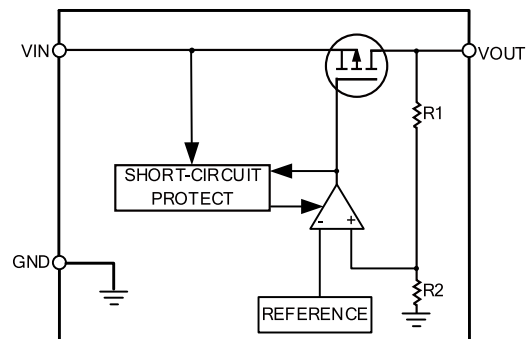 VIN
VOUT
R1
SHORT-CIRCUIT
PROTECT
- +
GND
R2
REFERENCE